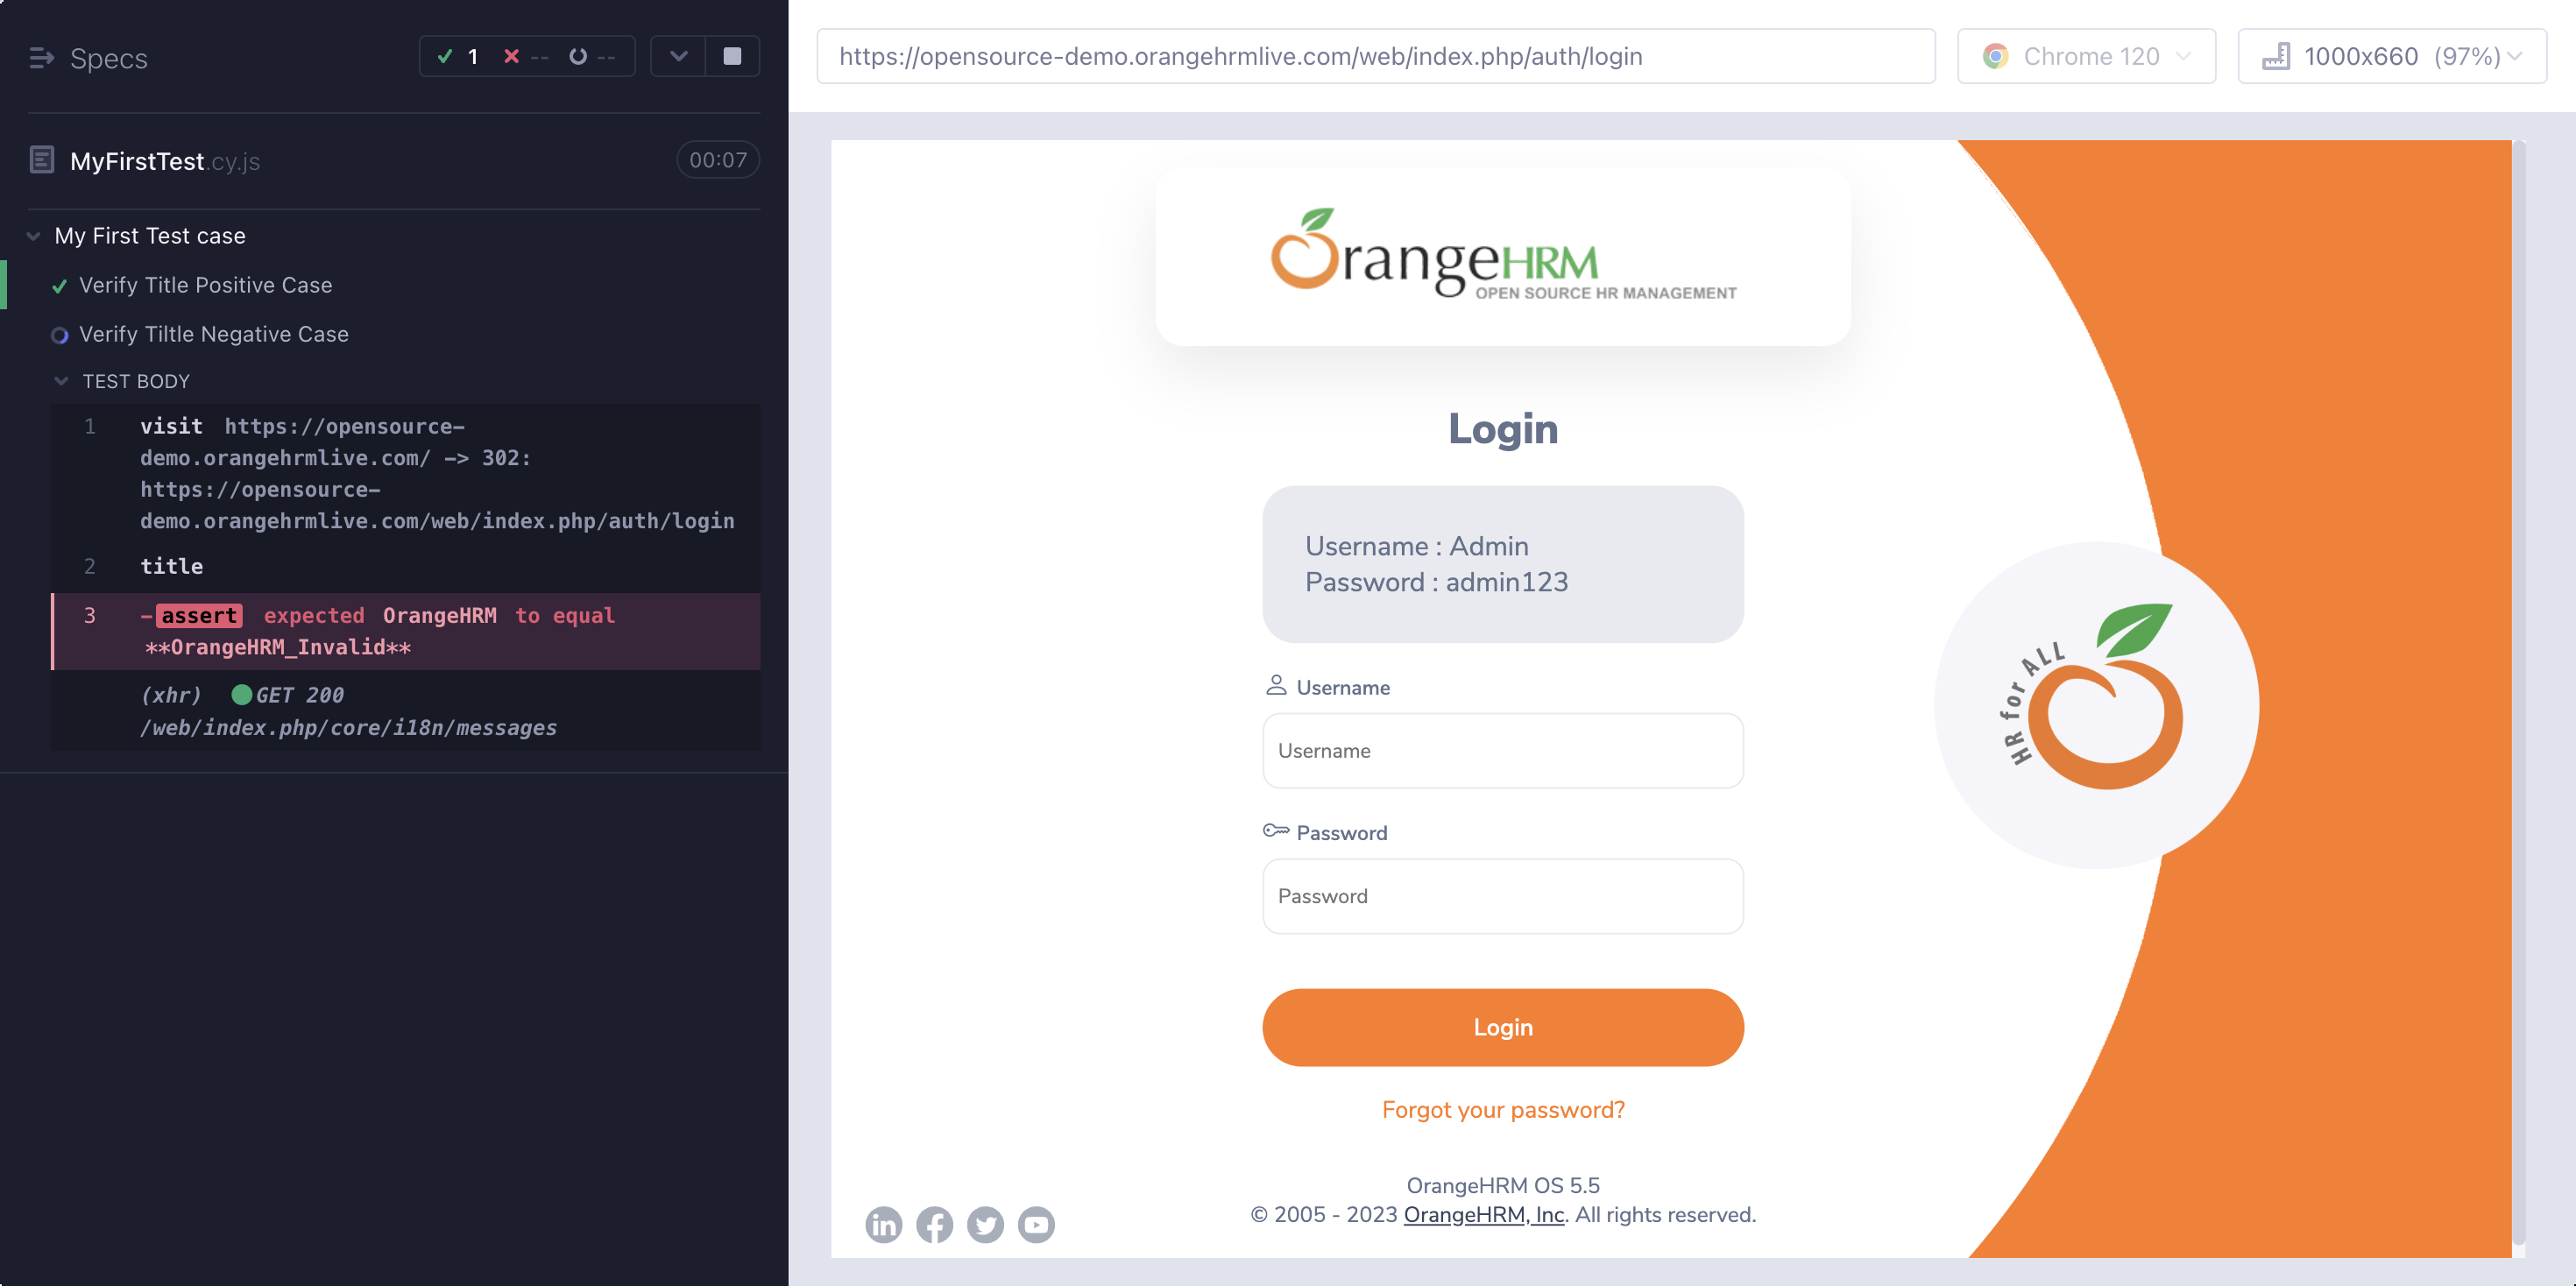 Specs
1 -- --
MyFirstTest.cy.js
00:07
My First Test case
Verify Title Positive Case
Verify Tiltle Negative Case
TEST BODY
1 visit https://opensource-
demo.orangehrmlive.com/ -> 302:
https://opensource-
demo.orangehrmlive.com/web/index.php/auth/login
2 title
3 -assert expected OrangeHRM to equal
**OrangeHRM_Invalid**
(xhr) GET 200
/web/index.php/core/i18n/messages
https://opensource-demo.orangehrmlive.com/web/index.php/auth/login
Chrome 120
1000x660 (97%)
OrangeHRM
OPEN SOURCE HR MANAGEMENT
Login
Username : Admin
Password : admin123
Username
Username
Password
Password
Login
Forgot your password?
OrangeHRM OS 5.5
© 2005 - 2023 OrangeHRM, Inc. All rights reserved.
HR for ALL